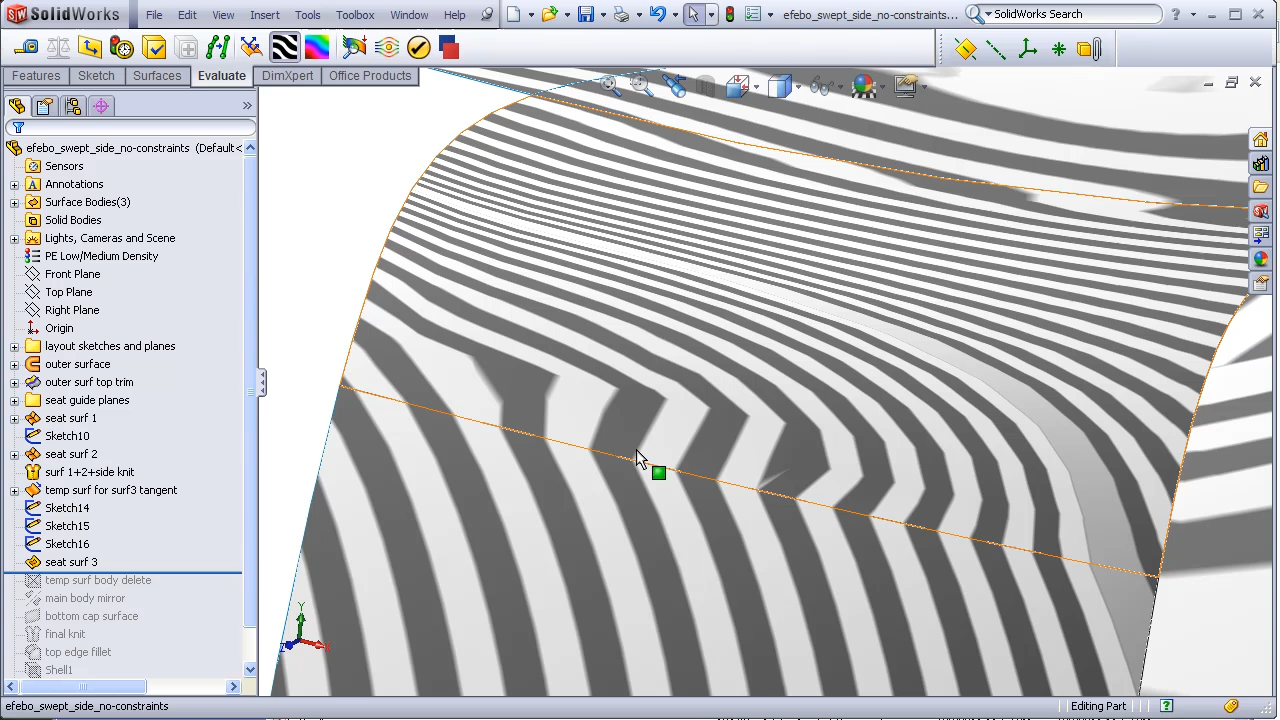 SolidWorks File Edit View Insert Tools Toolbox Window Help efebo_swept_side_no-constraints... SolidWorks Search
Features Sketch Surfaces Evaluate DimXpert Office Products
efebo_swept_side_no-constraints (Default<
Sensors
Annotations
Surface Bodies(3)
Solid Bodies
Lights, Cameras and Scene
PE Low/Medium Density
Front Plane
Top Plane
Right Plane
Origin
layout sketches and planes
outer surface
outer surf top trim
seat guide planes
seat surf 1
Sketch10
seat surf 2
surf 1+2+side knit
temp surf for surf3 tangent
Sketch14
Sketch15
Sketch16
seat surf 3
temp surf body delete
main body mirror
bottom cap surface
final knit
top edge fillet
Shell1
Y
Z
efebo_swept_side_no-constraints Editing Part